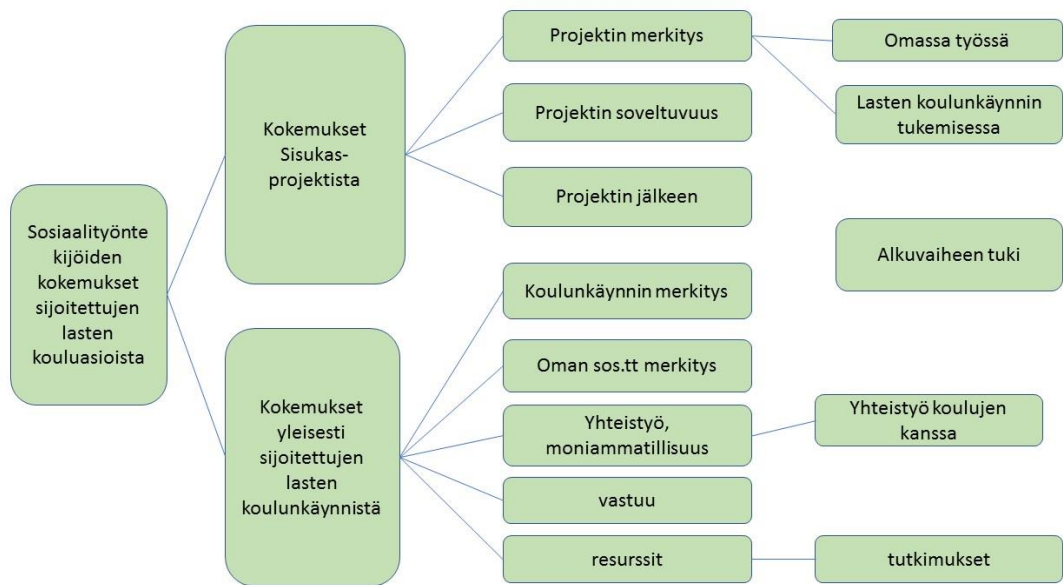 Sosiaalityönte
kijöiden
kokemukset
sijoitettujen
lasten
kouluasioista
Kokemukset
Sisukas-
projektista
Kokemukset
yleisesti
sijoitettujen
lasten
koulunkäynnistä
Projektin merkitys
Projektin soveltuvuus
Projektin jälkeen
Koulunkäynnin merkitys
Oman sos.tt merkitys
Yhteistyö,
moniammatillisuus
vastuu
resurssit
Omassa työssä
Lasten koulunkäynnin
tukemisessa
Alkuvaiheen tuki
Yhteistyö koulujen
kanssa
tutkimukset